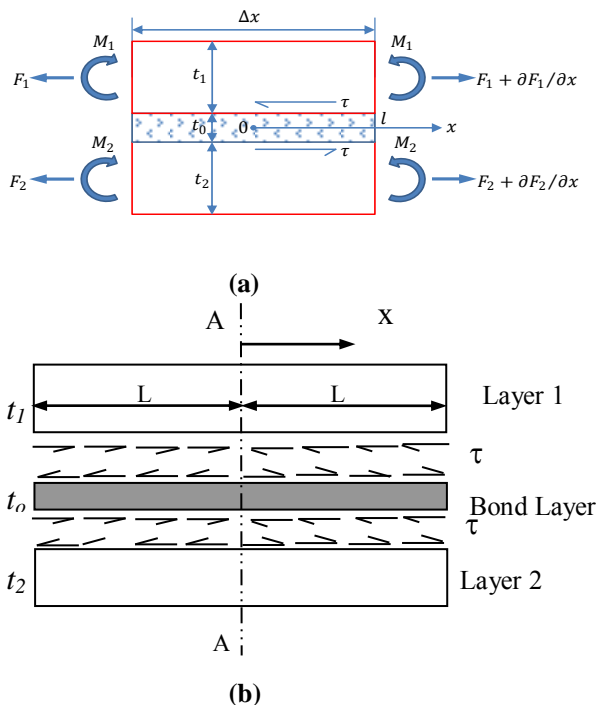 Δx
M₁
M₁
F₁
t₁
F₁ + ∂F₁/∂x
τ
t₀
0
l
x
M₂
τ
M₂
F₂
t₂
F₂ + ∂F₂/∂x
(a)
A
X
L
L
t₁
Layer 1
τ
tₒ
Bond Layer
τ
t₂
Layer 2
A
(b)